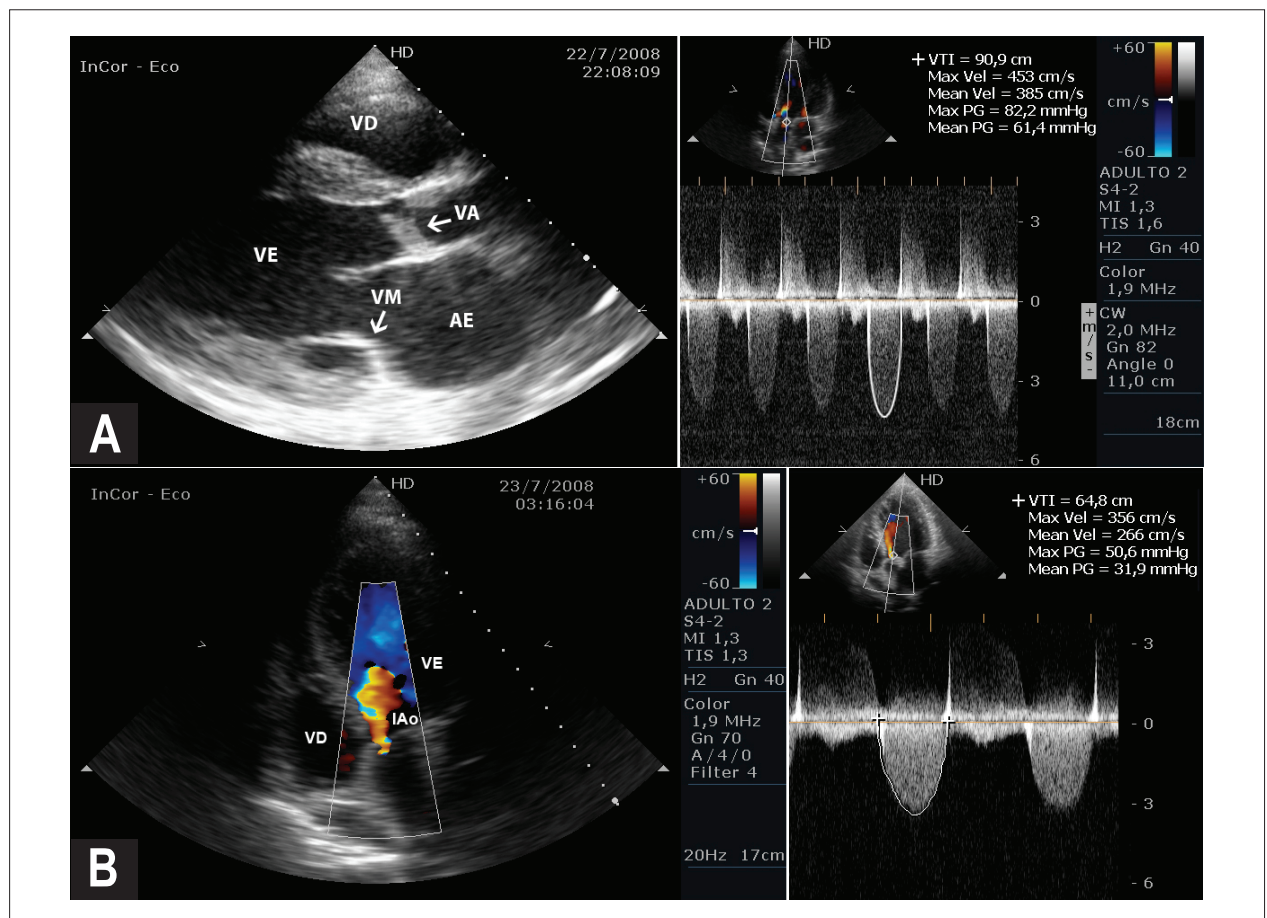 InCor - Eco
HD
22/7/2008
22:08:09
VD
VA
VE
VM
AE
A
HD
+ VTI = 90,9 cm
Max Vel = 453 cm/s
Mean Vel = 385 cm/s
Max PG = 82,2 mmHg
Mean PG = 61,4 mmHg
+60
cm/s
-60
ADULTO 2
S4-2
MI 1,3
TIS 1,6
H2 Gn 40
Color
1,9 MHz
CW
2,0 MHz
Gn 82
Angle 0
11,0 cm
18cm
- 3
- 0
+
m
/
s
-
- 3
- 6
InCor - Eco
HD
23/7/2008
03:16:04
VE
IAo
VD
B
+60
cm/s
-60
ADULTO 2
S4-2
MI 1,3
TIS 1,3
H2 Gn 40
Color
1,9 MHz
Gn 70
A/4/0
Filter 4
20Hz 17cm
HD
+ VTI = 64,8 cm
Max Vel = 356 cm/s
Mean Vel = 266 cm/s
Max PG = 50,6 mmHg
Mean PG = 31,9 mmHg
- 3
- 0
- 3
- 6